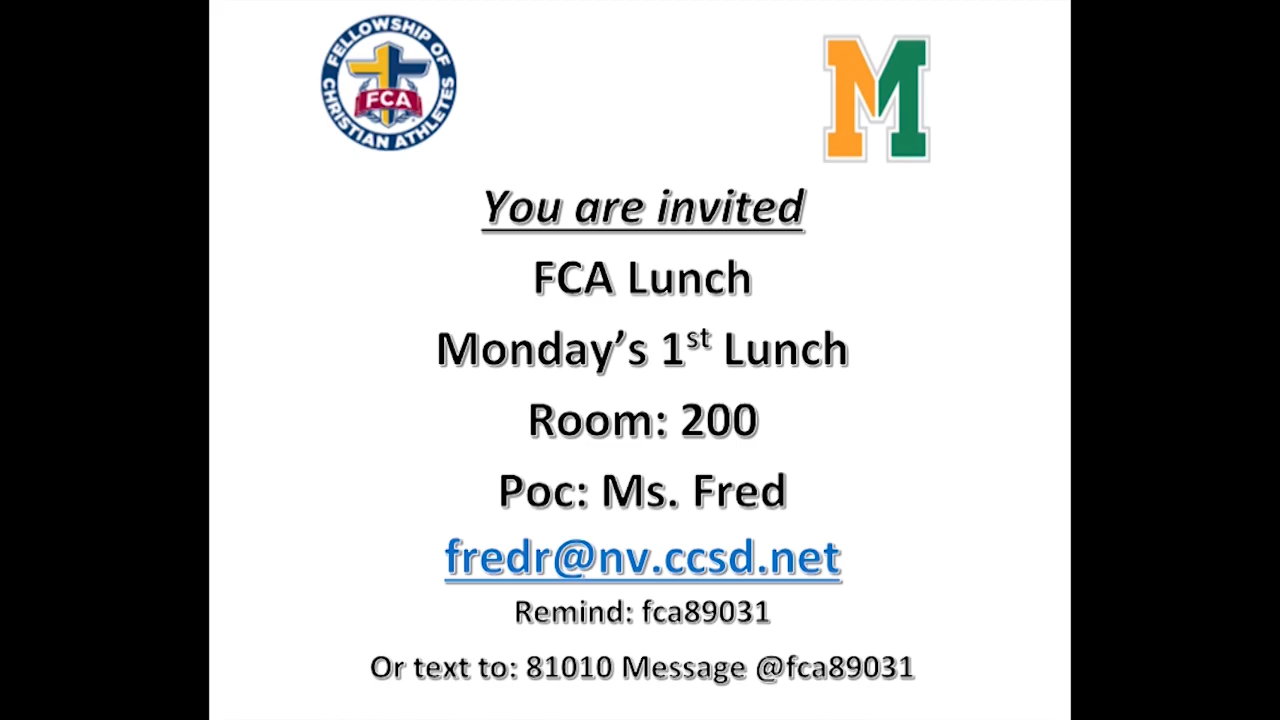 FELLOWSHIP OF
CHRISTIAN ATHLETES
FCA
M
You are invited
FCA Lunch
Monday’s 1st Lunch
Room: 200
Poc: Ms. Fred
fredr@nv.ccsd.net
Remind: fca89031
Or text to: 81010 Message @fca89031